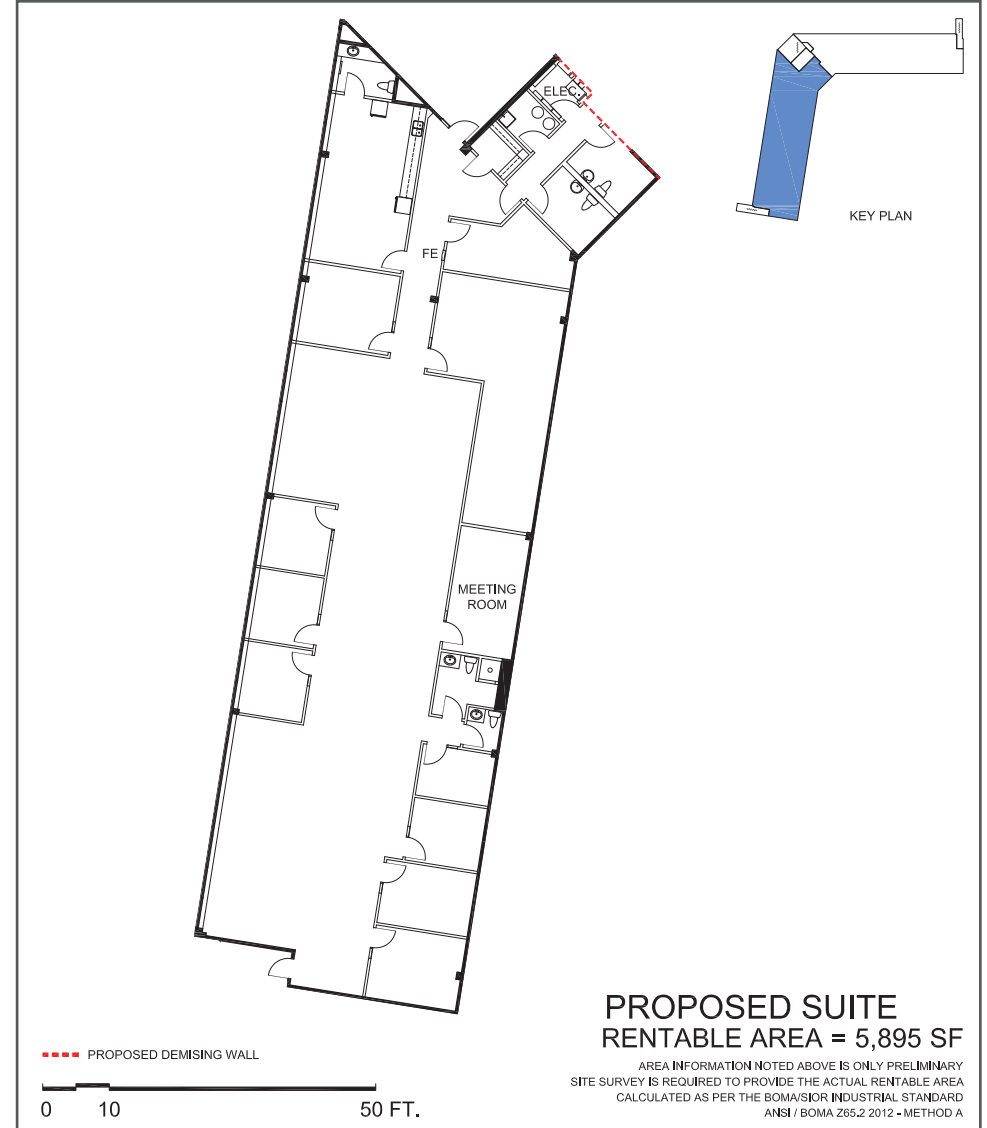 ELEC.
KEY PLAN
FE
MEETING
ROOM
PROPOSED SUITE
RENTABLE AREA = 5,895 SF
PROPOSED DEMISING WALL
AREA INFORMATION NOTED ABOVE IS ONLY PRELIMINARY
SITE SURVEY IS REQUIRED TO PROVIDE THE ACTUAL RENTABLE AREA
CALCULATED AS PER THE BOMA/SIOR INDUSTRIAL STANDARD
ANSI / BOMA Z65.2 2012 - METHOD A
0 10 50 FT.